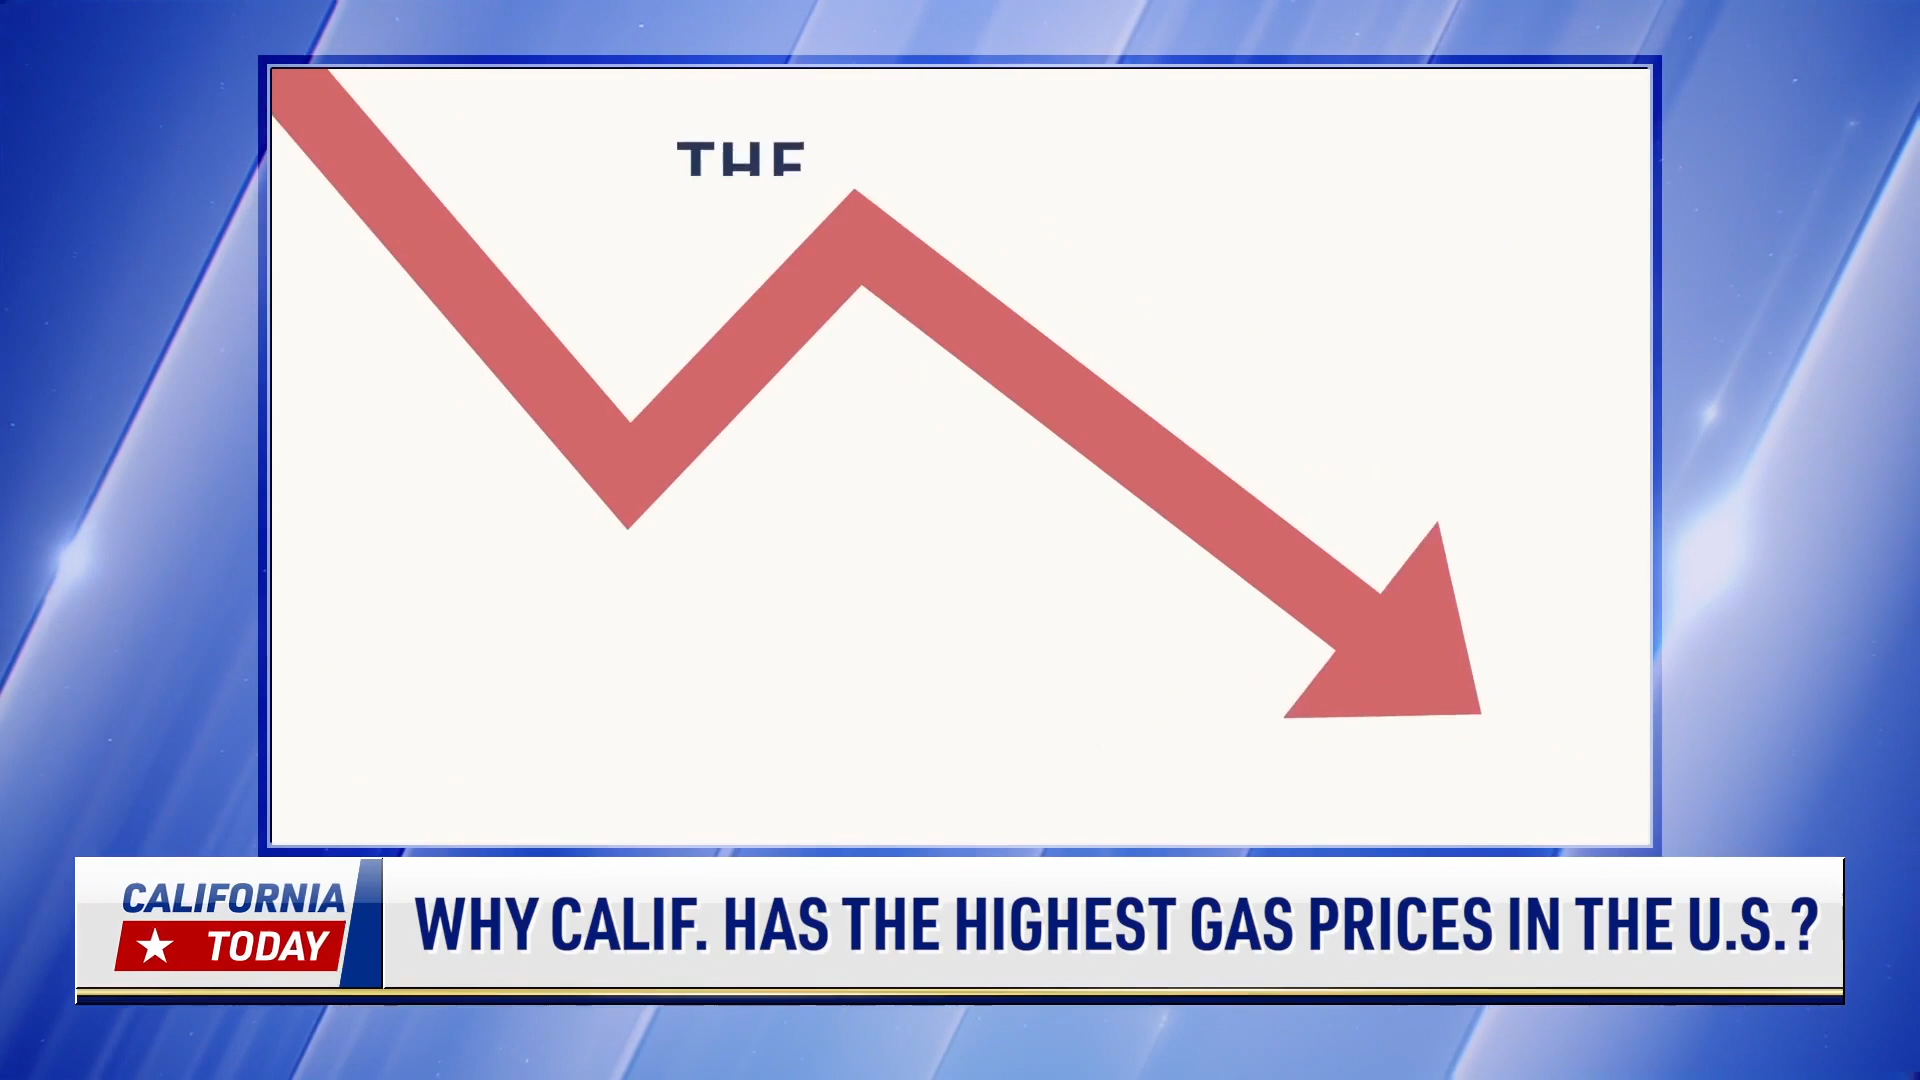 THE
CALIFORNIA
TODAY
WHY CALIF. HAS THE HIGHEST GAS PRICES IN THE U.S.?